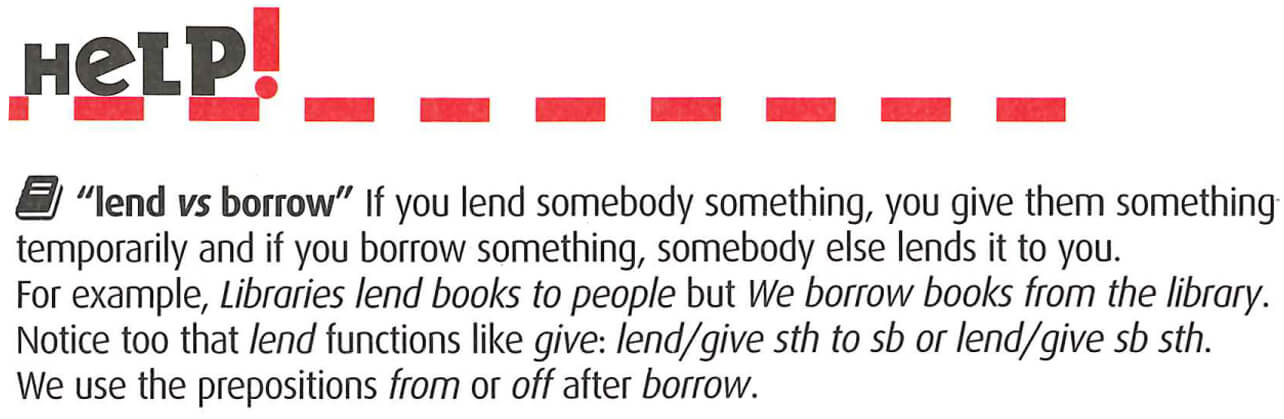 HeLP!
"lend vs borrow" If you lend somebody something, you give them something
temporarily and if you borrow something, somebody else lends it to you.
For example, Libraries lend books to people but We borrow books from the library.
Notice too that lend functions like give: lend/give sth to sb or lend/give sb sth.
We use the prepositions from or off after borrow.